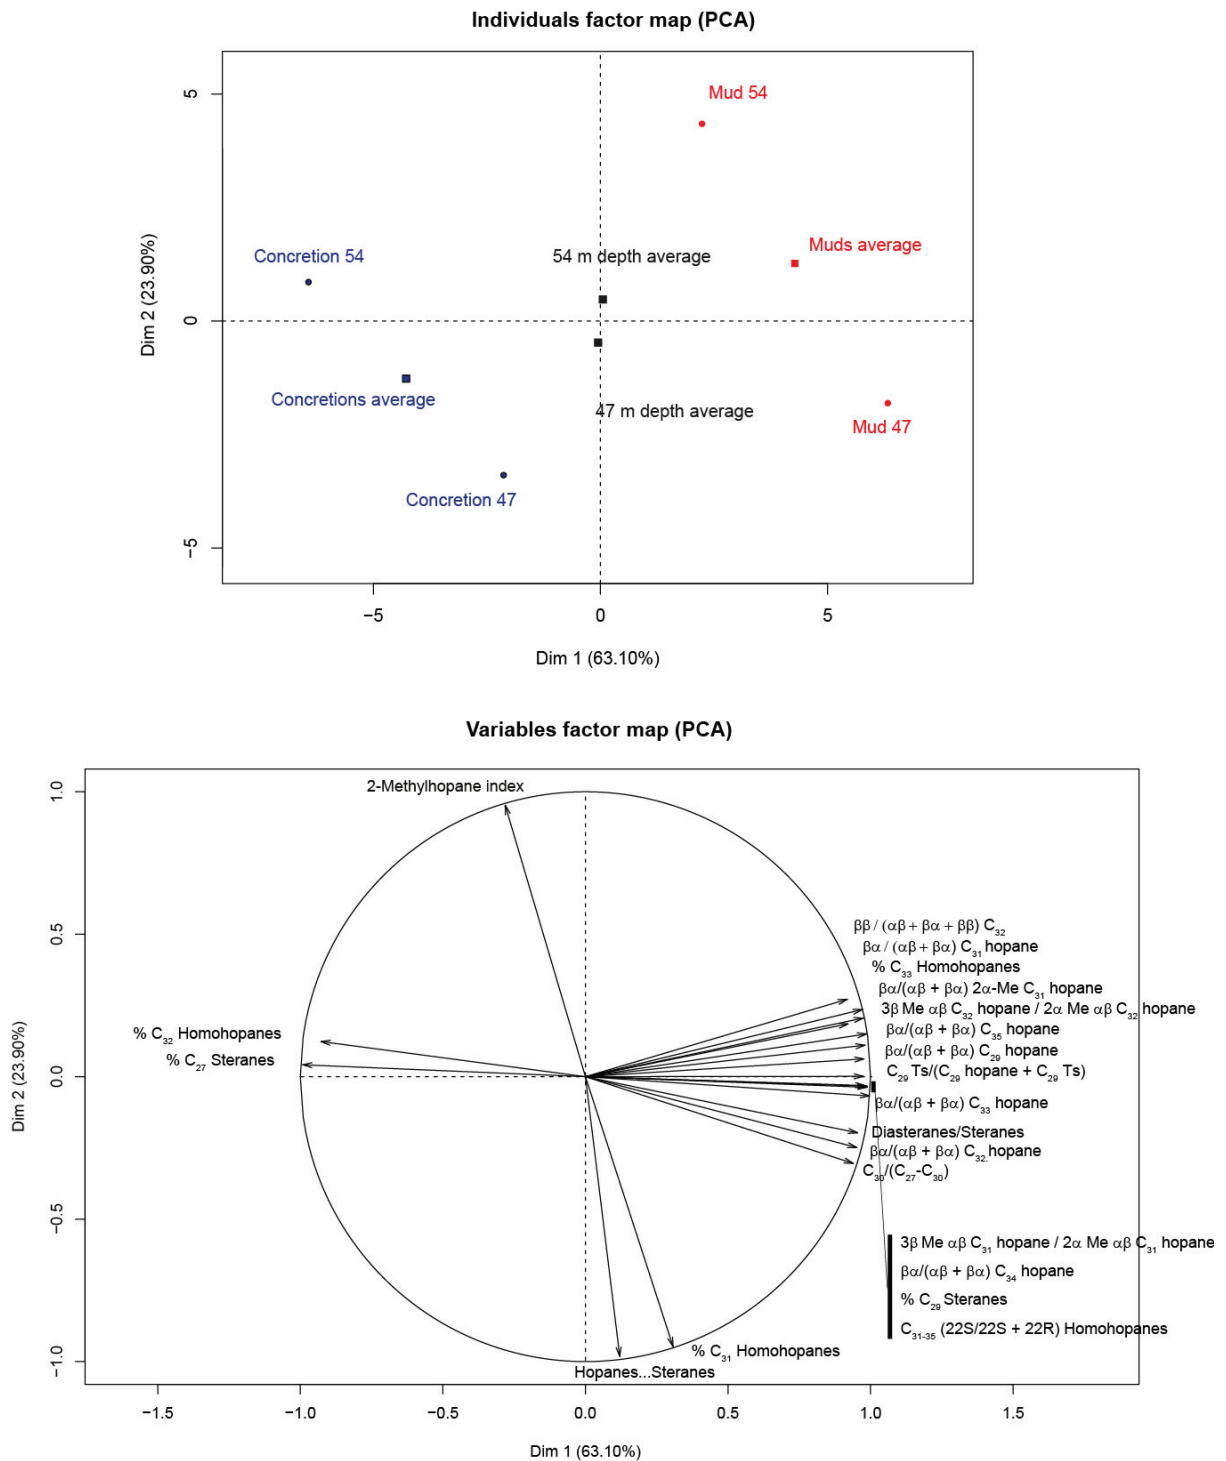 Individuals factor map (PCA)
5
Mud 54
Concretion 54
54 m depth average
Muds average
Dim 2 (23.90%)
0
Concretions average
47 m depth average
Mud 47
Concretion 47
−5
−5
0
5
Dim 1 (63.10%)
Variables factor map (PCA)
2-Methylhopane index
1.0
0.5
ββ / (αβ + βα + ββ) C32
βα / (αβ + βα) C31 hopane
% C33 Homohopanes
βα/(αβ + βα) 2α-Me C31 hopane
3β Me αβ C32 hopane / 2α Me αβ C32 hopane
βα/(αβ + βα) C35 hopane
% C32 Homohopanes
βα/(αβ + βα) C29 hopane
% C27 Steranes
C29 Ts/(C29 hopane + C29 Ts)
Dim 2 (23.90%)
0.0
βα/(αβ + βα) C33 hopane
Diasteranes/Steranes
βα/(αβ + βα) C32 hopane
C30/(C27-C30)
−0.5
3β Me αβ C31 hopane / 2α Me αβ C31 hopane
βα/(αβ + βα) C34 hopane
% C29 Steranes
C31-35 (22S/22S + 22R) Homohopanes
−1.0
% C31 Homohopanes
Hopanes...Steranes
−1.5
−1.0
−0.5
0.0
0.5
1.0
1.5
Dim 1 (63.10%)